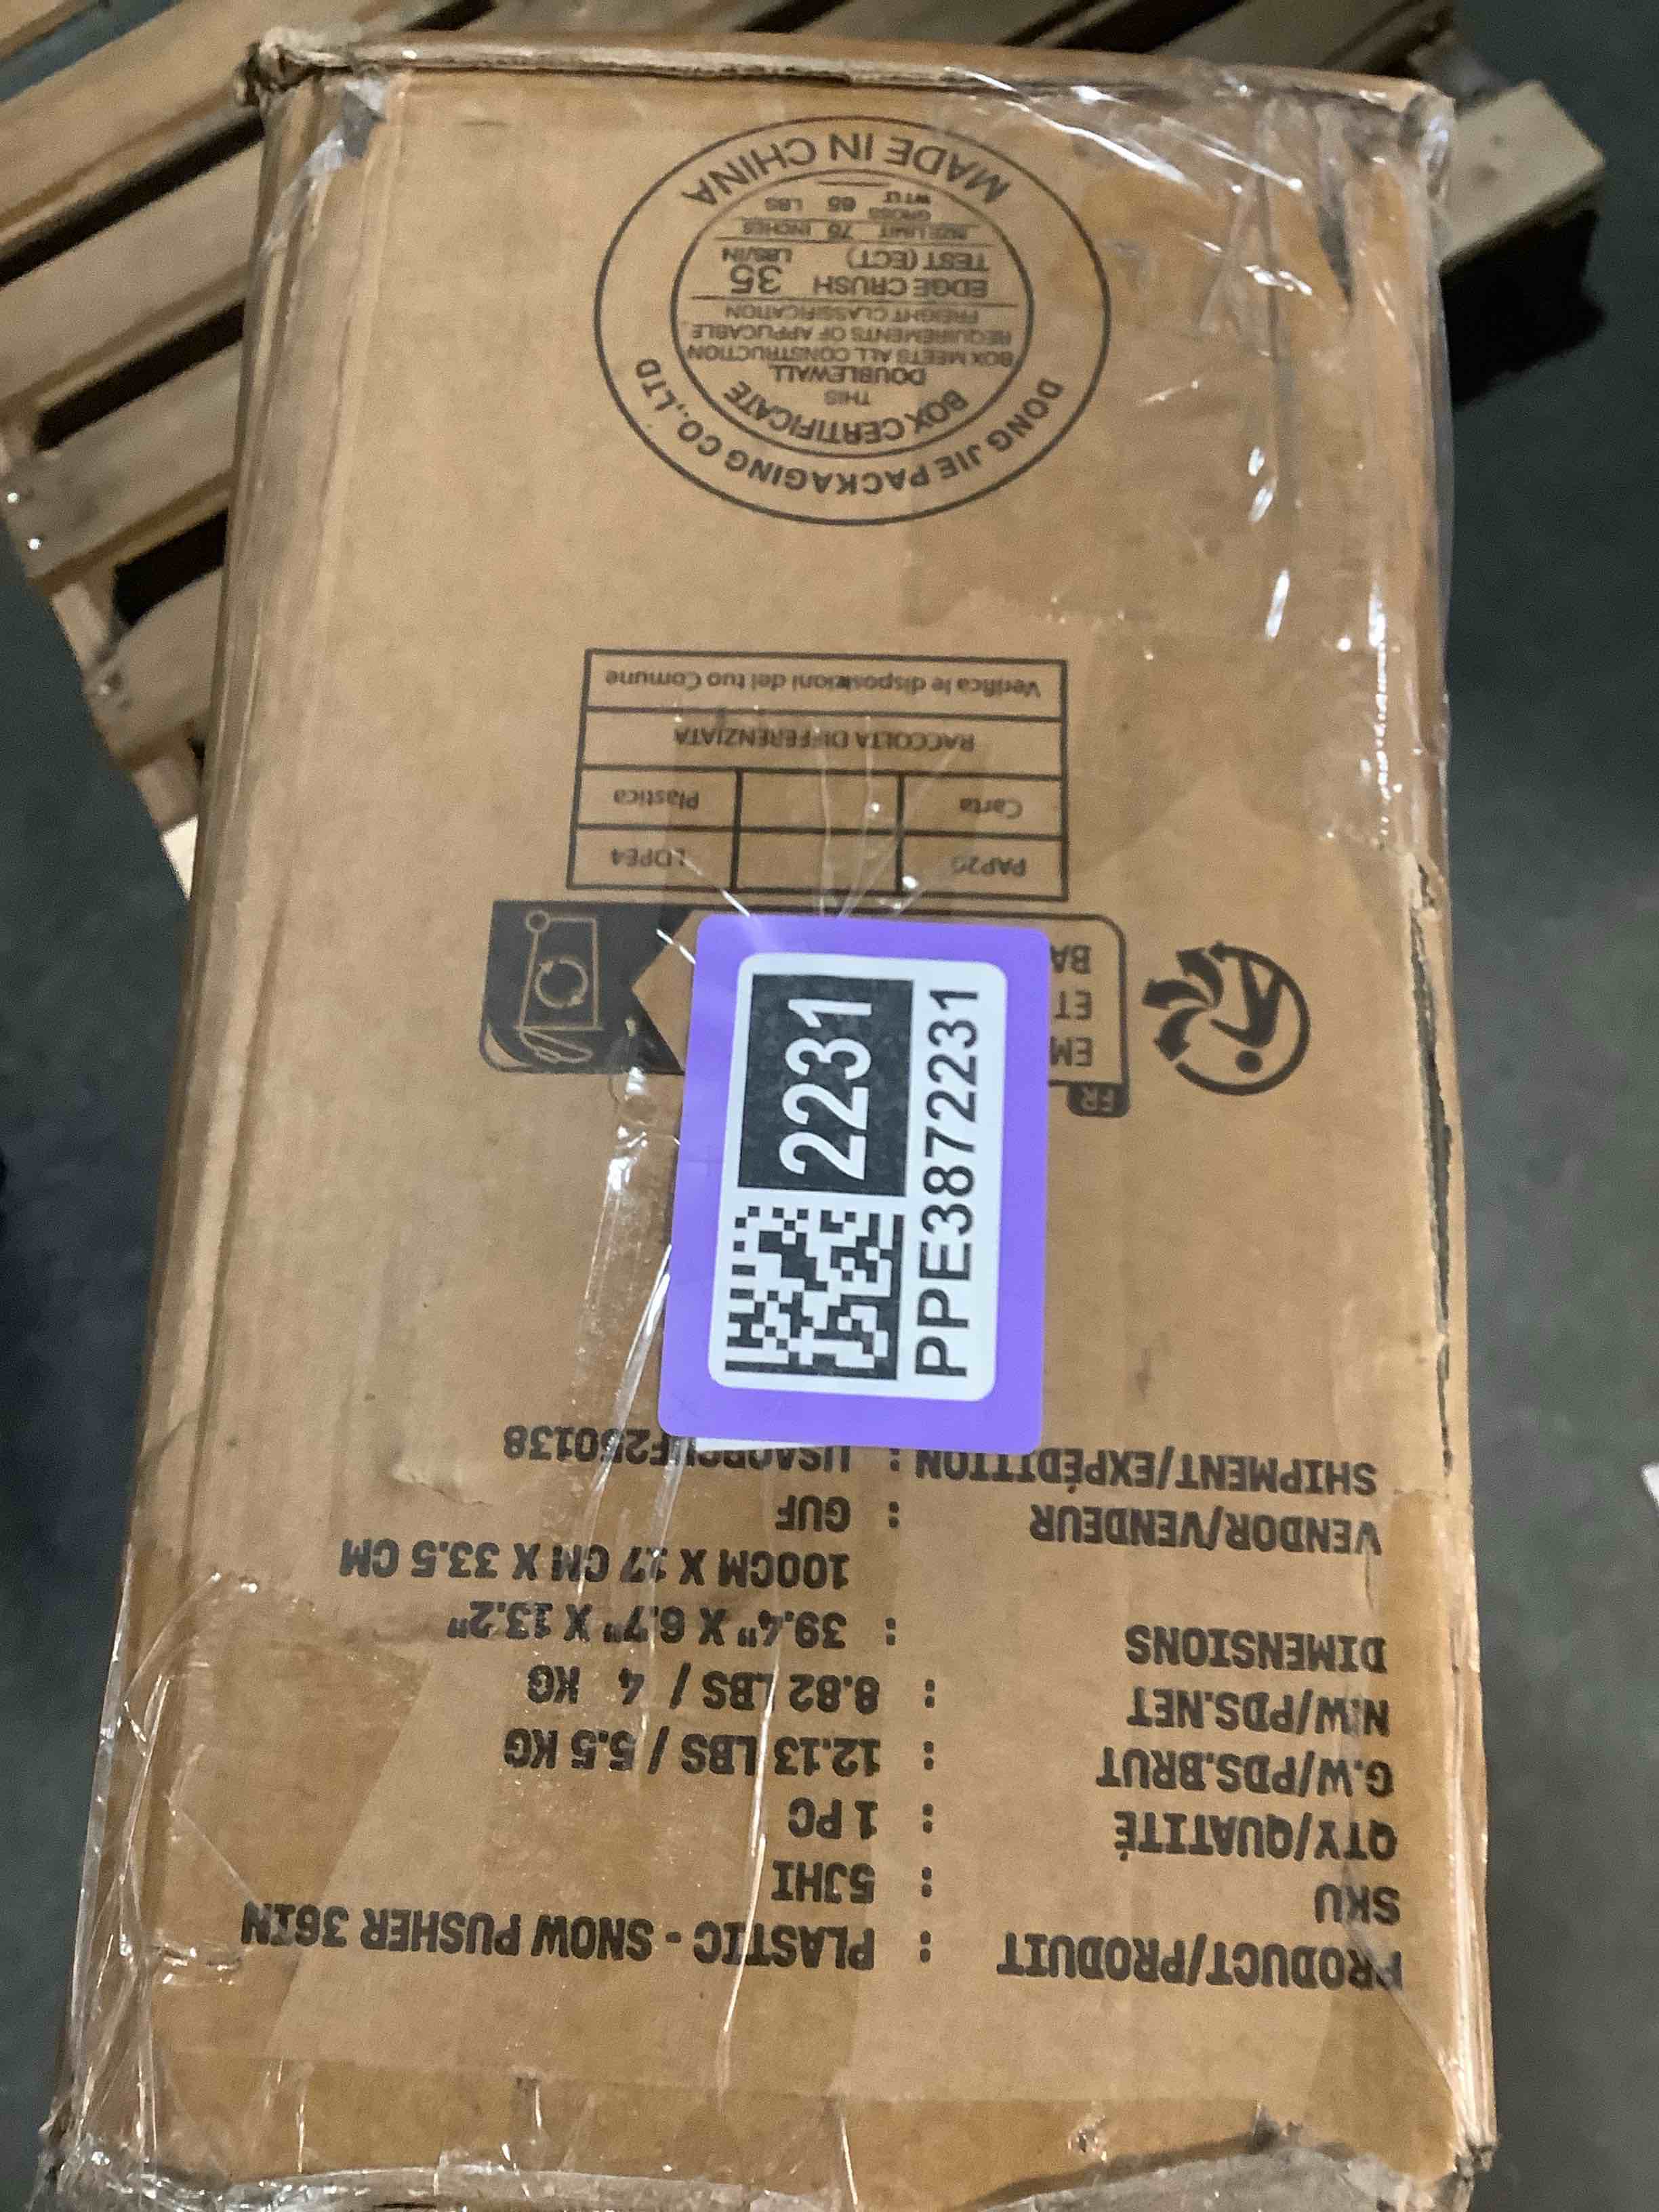 PRODUCT/PRODUIT : PLASTIC - SNOW PUSHER 36IN
SKU : 5JHI
QTY/QUATITÉ : 1 PC
G.W/PDS.BRUT : 12.13 LBS / 5.5 KG
N.W/PDS.NET : 8.82 LBS / 4 KG
DIMENSIONS : 39.4" X 6.7" X 13.2"
100CM X 17 CM X 33.5 CM
VENDOR/VENDEUR : GUF
SHIPMENT/EXPÉDITION :
2231
PPE3872231
FR
EM
ET
BA
PAP20 LDPE4
Carta Plastica
RACCOLTA DIFFERENZIATA
Verifica le disposizioni del tuo Comune
DONG JIE PACKAGING CO.,LTD
BOX CERTIFICATE
THIS
DOUBLEWALL
BOX MEETS ALL CONSTRUCTION
REQUIREMENTS OF APPLICABLE
FREIGHT CLASSIFICATION
EDGE CRUSH 35
TEST (ECT) LBS/IN
SIZE LIMIT 75 INCHES
GROSS
WT LT 65 LBS
MADE IN CHINA